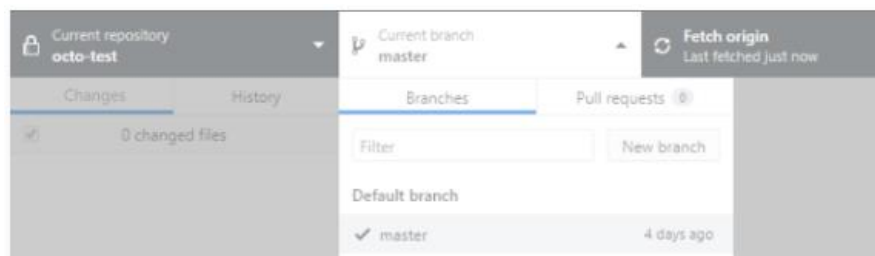 Current repository
octo-test
Current branch
master
Fetch origin
Last fetched just now
Changes
History
Branches
Pull requests 0
0 changed files
Filter
New branch
Default branch
master
4 days ago